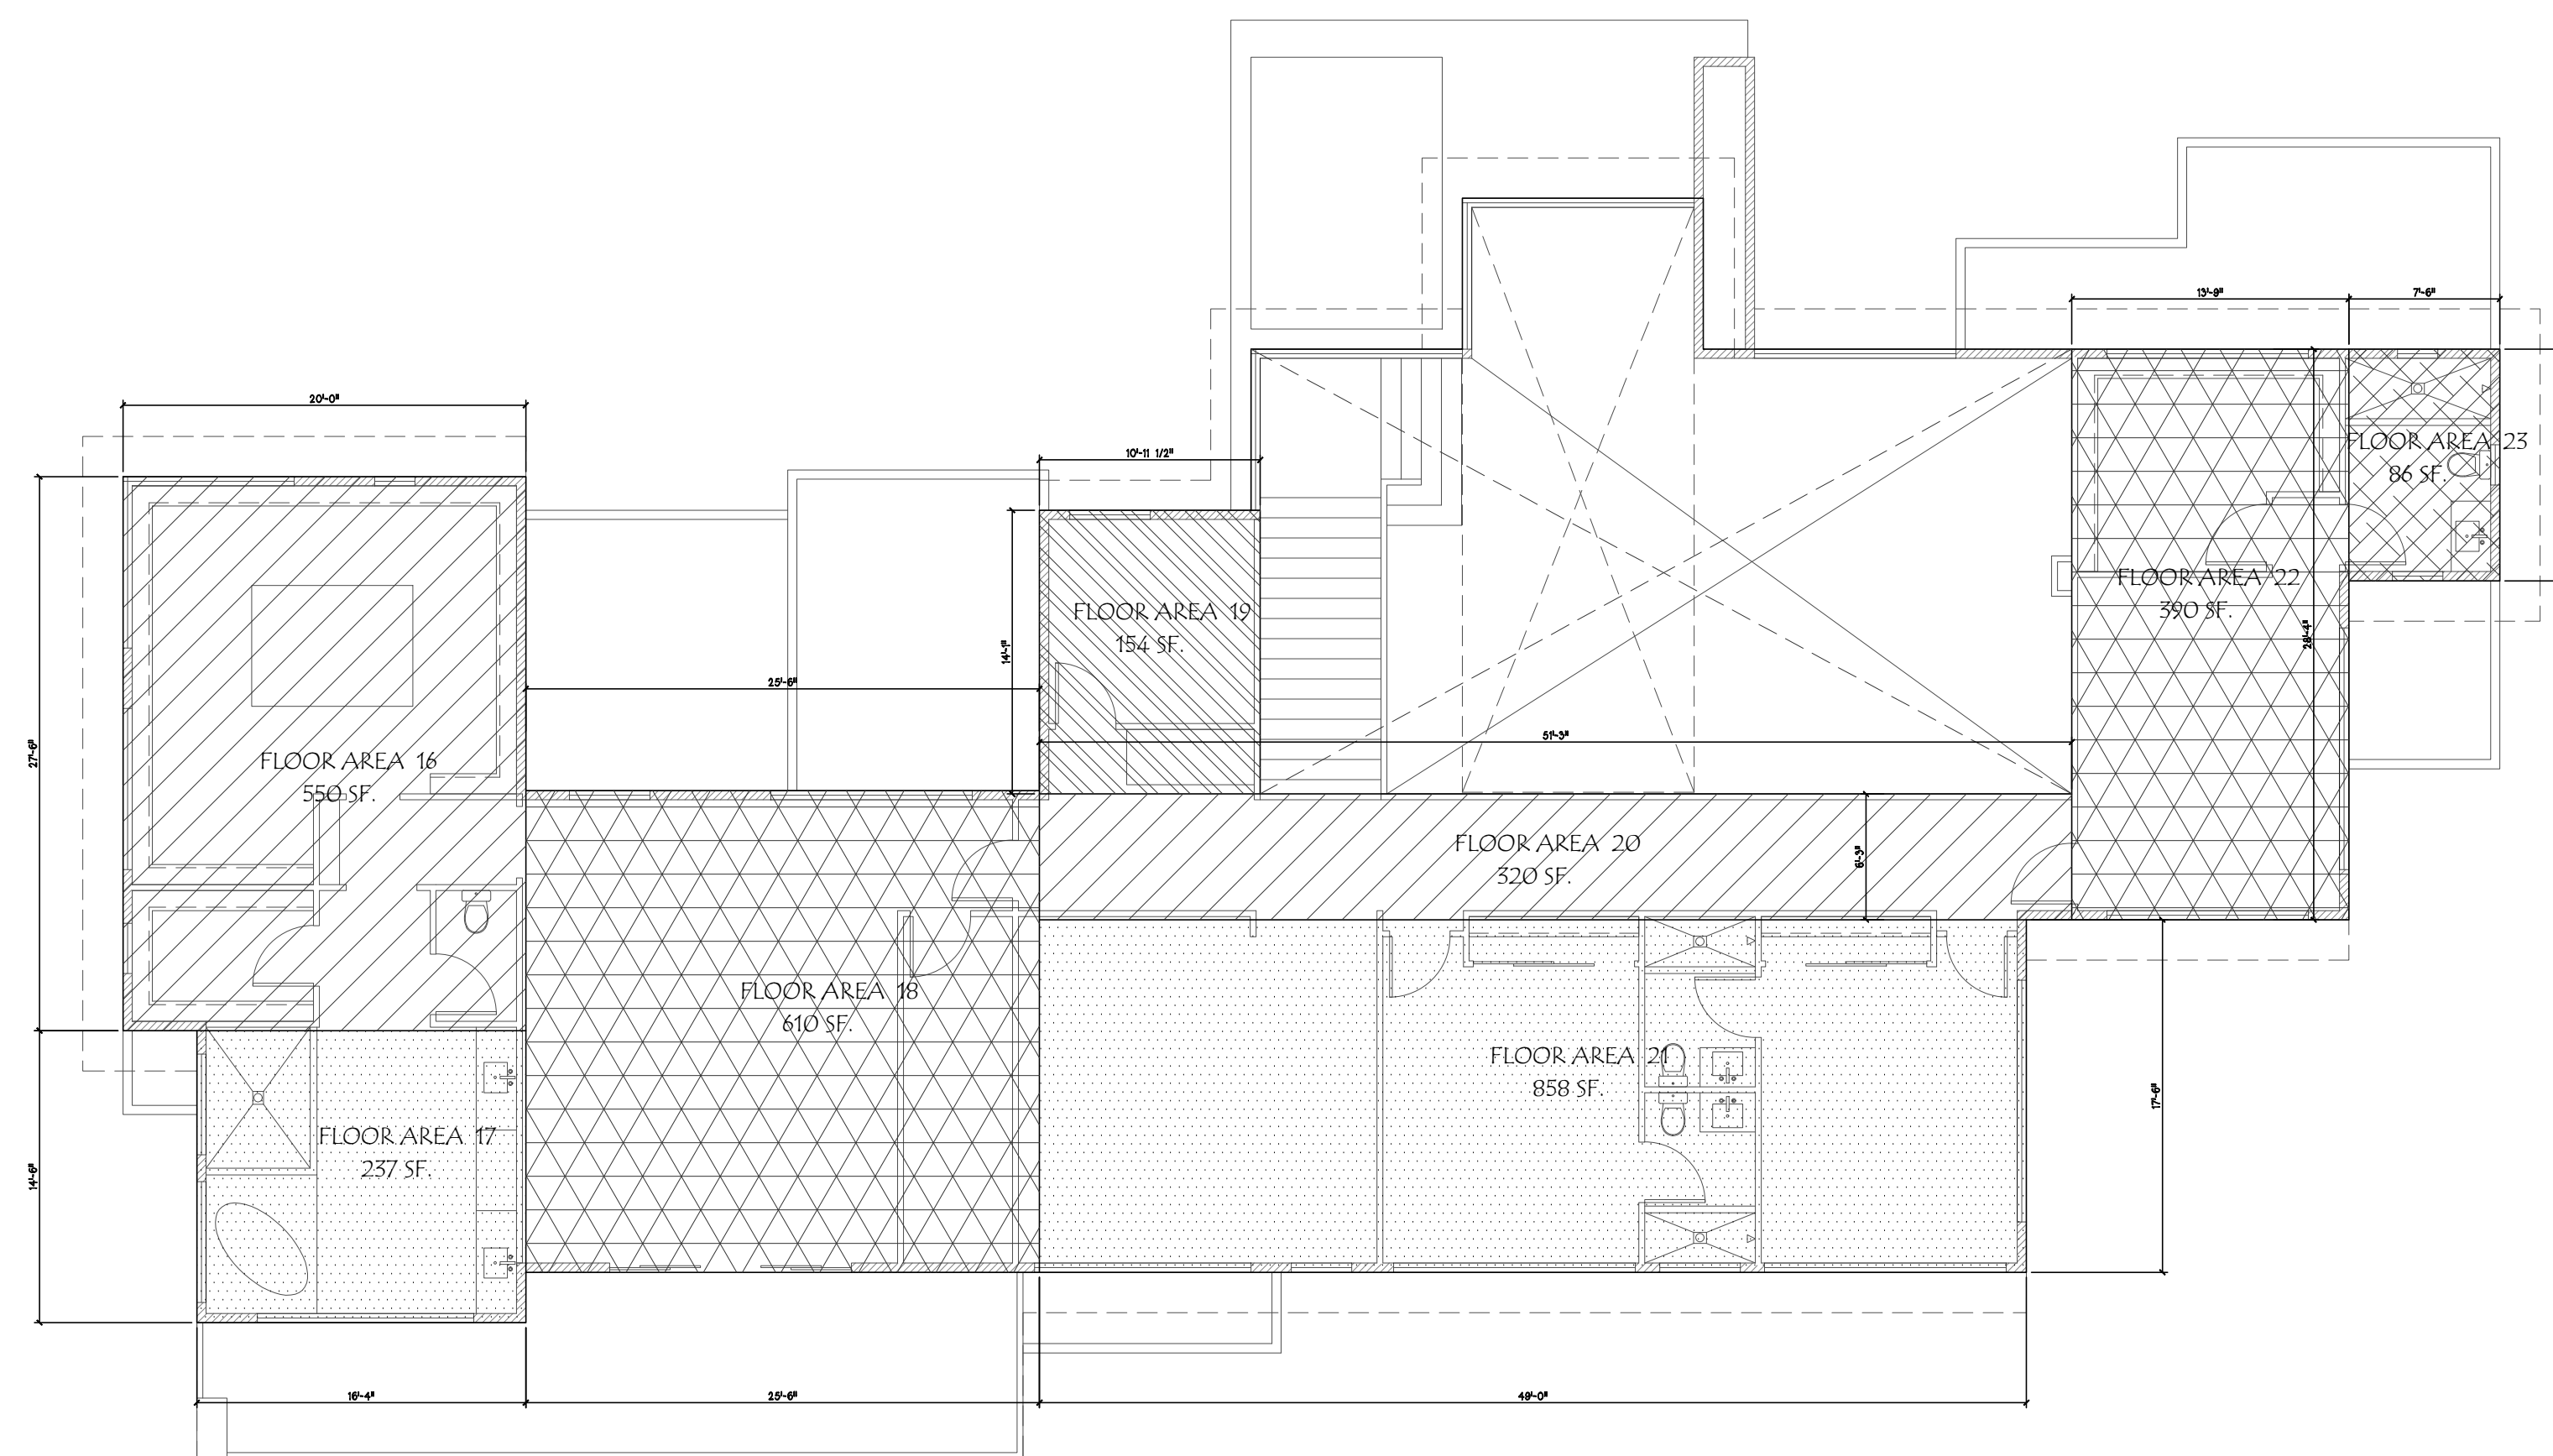 13'-9" 7'-6"
20'-0"
10'-11 1/2"
FLOOR AREA 23
86 SF.
FLOOR AREA 22
390 SF.
28'-4"
FLOOR AREA 19
154 SF.
14'-1"
25'-6"
51'-3"
27'-6"
FLOOR AREA 16
550 SF.
FLOOR AREA 20
320 SF.
6'-3"
FLOOR AREA 18
610 SF.
FLOOR AREA 21
858 SF.
17'-6"
FLOOR AREA 17
237 SF.
14'-6"
16'-4" 25'-6" 49'-0"